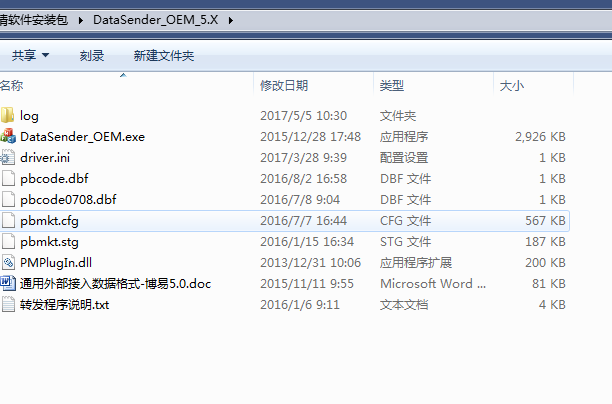 情软件安装包 ▸ DataSender_OEM_5.X ▸
共享 刻录 新建文件夹
名称 修改日期 类型 大小
log 2017/5/5 10:30 文件夹
DataSender_OEM.exe 2015/12/28 17:48 应用程序 2,926 KB
driver.ini 2017/3/28 9:39 配置设置 1 KB
pbcode.dbf 2016/8/2 16:58 DBF 文件 1 KB
pbcode0708.dbf 2016/7/8 9:04 DBF 文件 1 KB
pbmkt.cfg 2016/7/7 16:44 CFG 文件 567 KB
pbmkt.stg 2016/1/15 16:34 STG 文件 187 KB
PMPlugIn.dll 2013/12/31 10:06 应用程序扩展 200 KB
通用外部接入数据格式-博易5.0.doc 2015/11/11 9:55 Microsoft Word ... 81 KB
转发程序说明.txt 2016/1/6 9:11 文本文档 4 KB